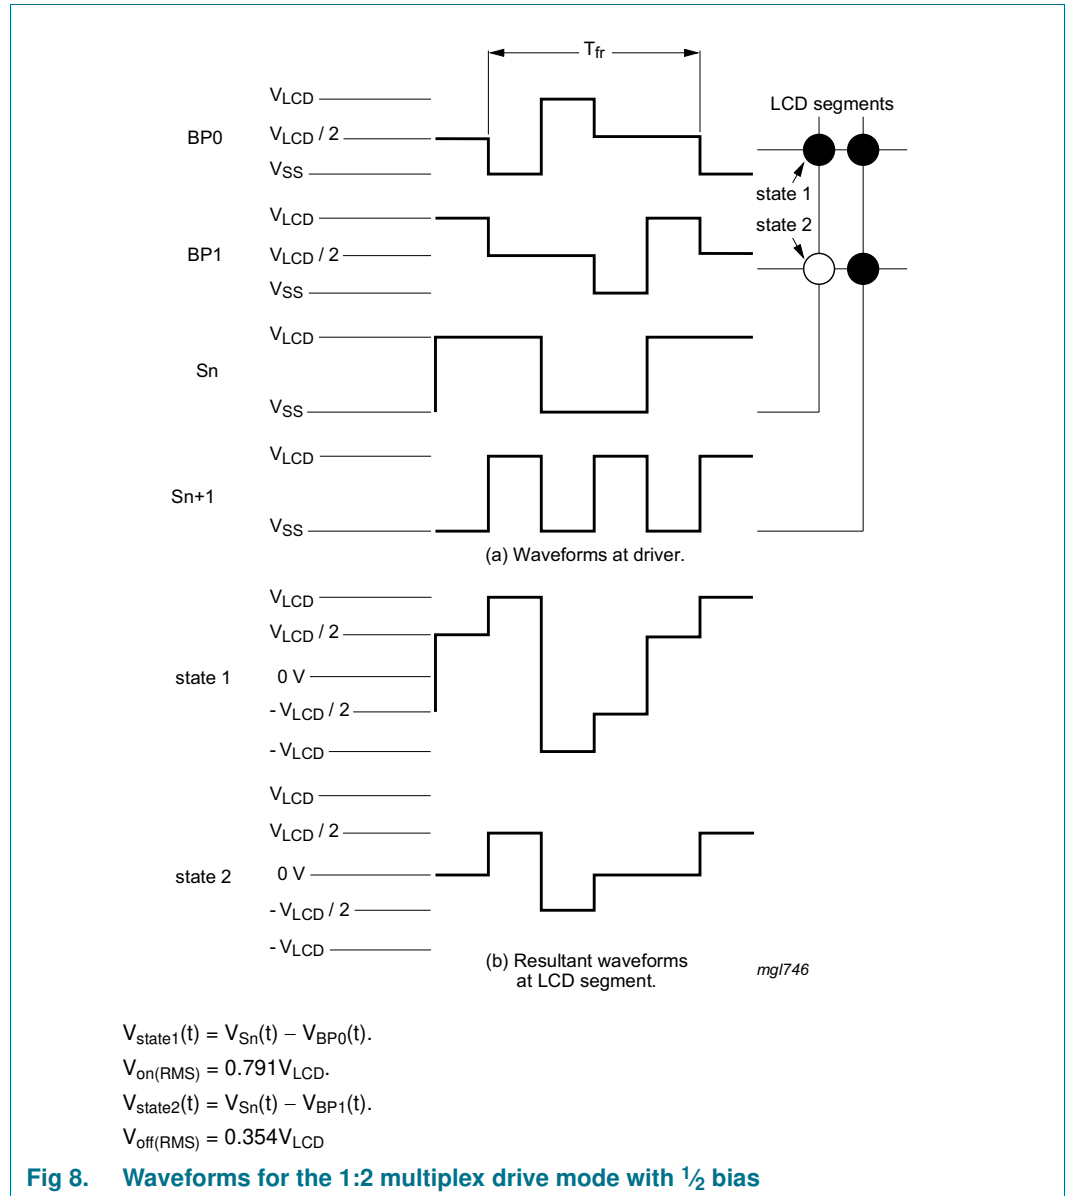 Tfr
VLCD
BP0 VLCD / 2
VSS
LCD segments
state 1
state 2
VLCD
BP1 VLCD / 2
VSS
VLCD
Sn
VSS
VLCD
Sn+1
VSS
(a) Waveforms at driver.
VLCD
VLCD / 2
state 1 0 V
- VLCD / 2
- VLCD
VLCD
VLCD / 2
state 2 0 V
- VLCD / 2
- VLCD
(b) Resultant waveforms
at LCD segment.
mgl746
Vstate1(t) = VSn(t) − VBP0(t).
Von(RMS) = 0.791VLCD.
Vstate2(t) = VSn(t) − VBP1(t).
Voff(RMS) = 0.354VLCD
Fig 8. Waveforms for the 1:2 multiplex drive mode with 1⁄2 bias